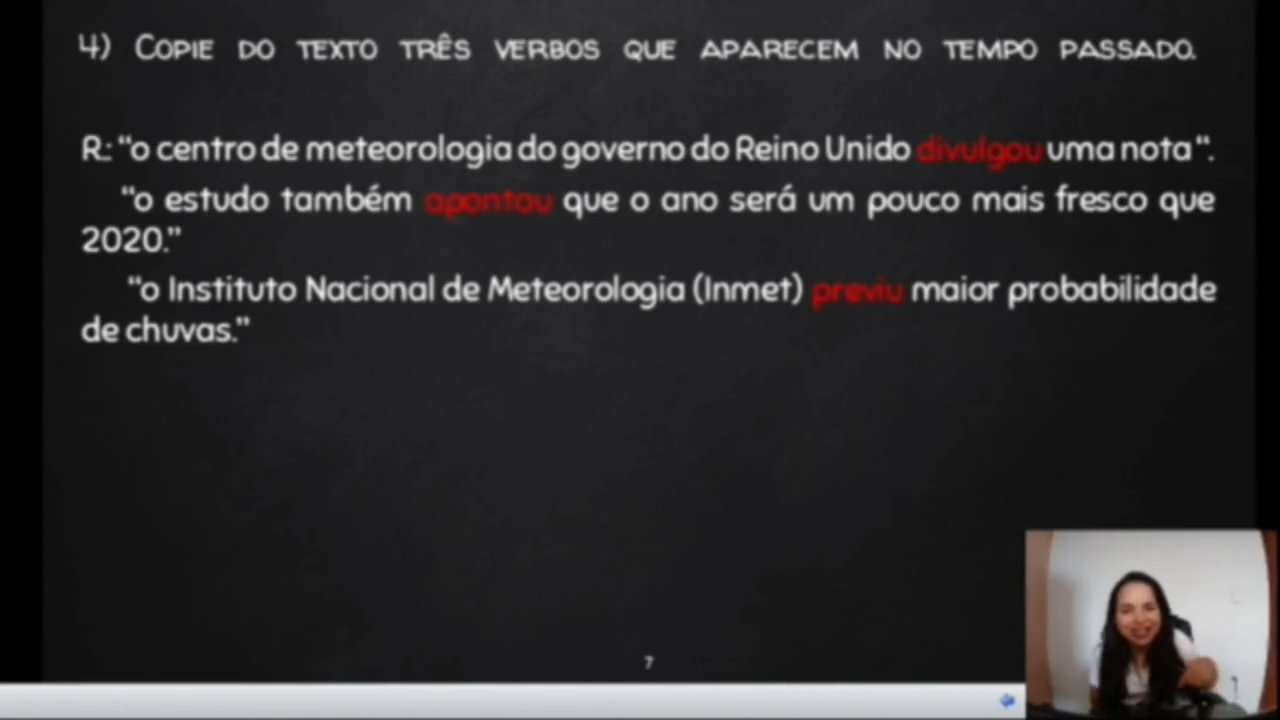 4) COPIE DO TEXTO TRÊS VERBOS QUE APARECEM NO TEMPO PASSADO.
R.: “o centro de meteorologia do governo do Reino Unido divulgou uma nota “.
“o estudo também apontou que o ano será um pouco mais fresco que
2020.”
“o Instituto Nacional de Meteorologia (Inmet) previu maior probabilidade
de chuvas.”
7